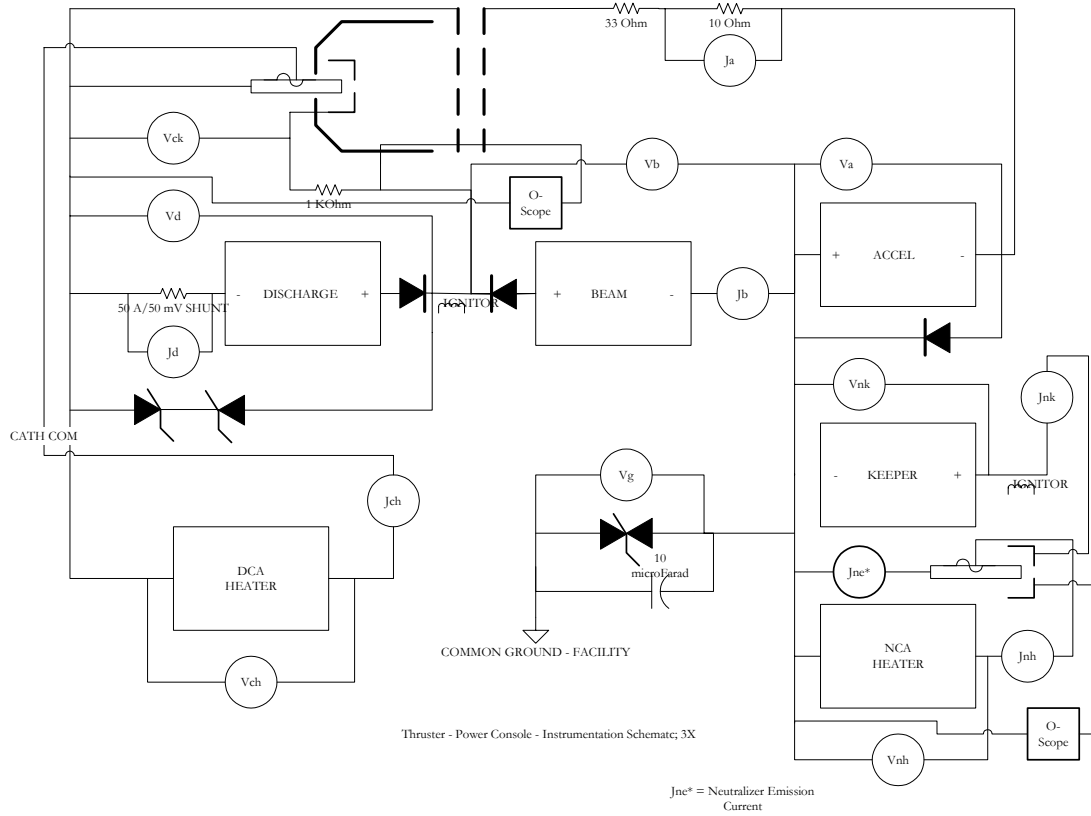 33 Ohm
10 Ohm
Ja
Vck
Vb
Va
1 KOhm
O-
Scope
Vd
+
ACCEL
-
-
DISCHARGE
+
IGNITOR
+
BEAM
-
Jb
50 A/50 mV SHUNT
Jd
Vnk
Jnk
CATH COM
-
KEEPER
+
IGNITOR
Vg
Jch
10
microFarad
DCA
HEATER
Jne*
COMMON GROUND - FACILITY
NCA
HEATER
Jnh
Vch
Thruster - Power Console - Instrumentation Schematc; 3X
O-
Scope
Vnh
Jne* = Neutralizer Emission
Current